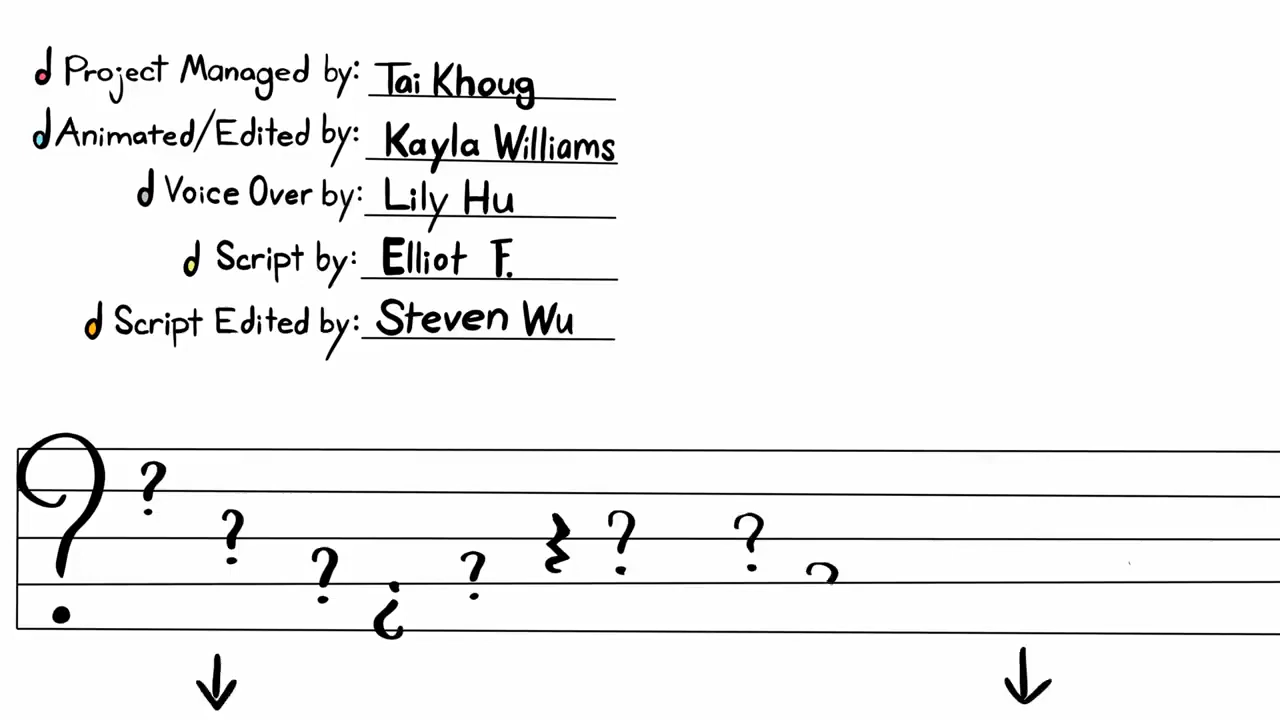 Project Managed by: Tai Khoug
Animated/Edited by: Kayla Williams
Voice Over by: Lily Hu
Script by: Elliot F.
Script Edited by: Steven Wu
?
? ? ? ¿ ? ? ?